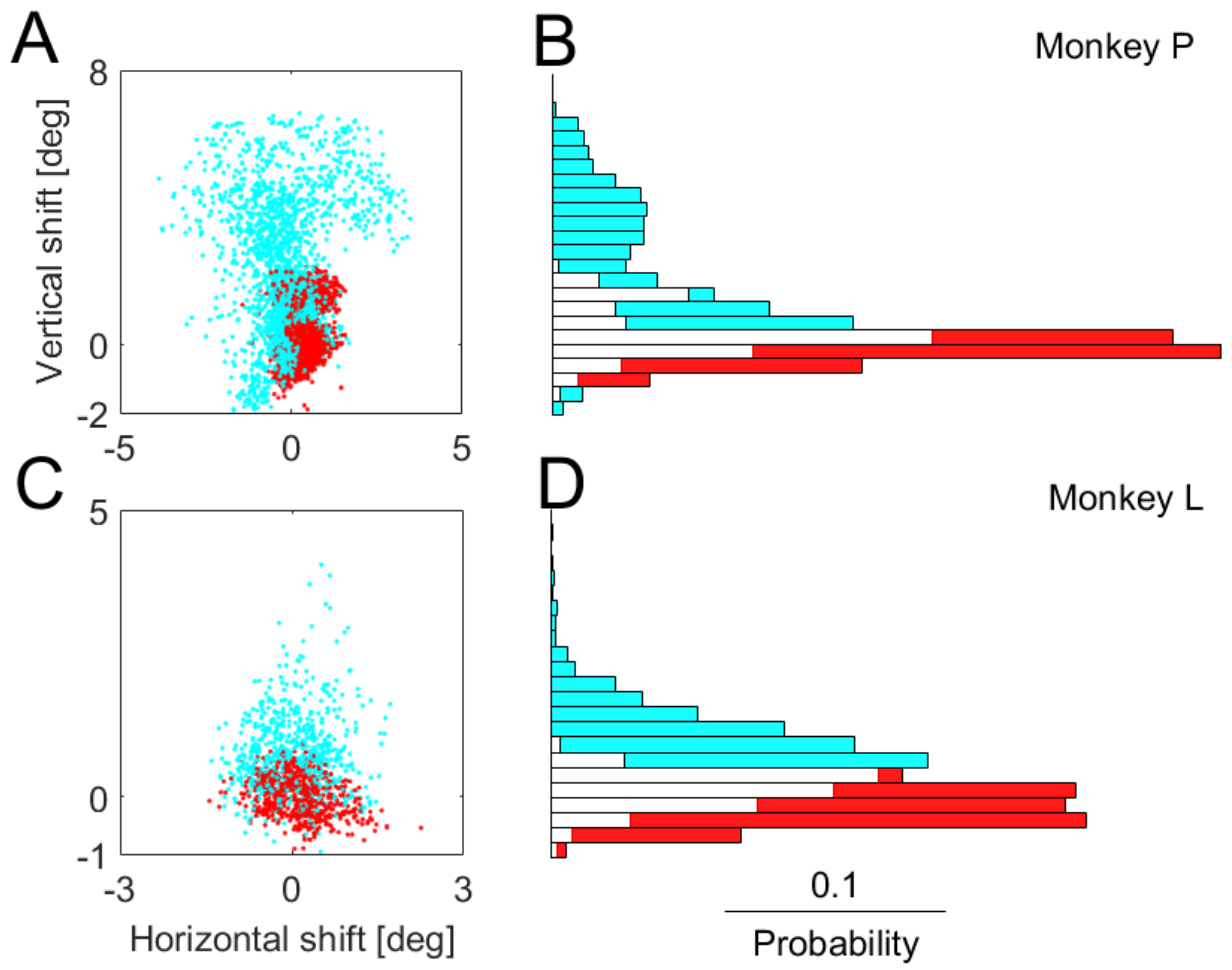 A
B
Monkey P
8
0
-2
Vertical shift [deg]
-5
0
5
C
D
Monkey L
5
0
-1
-3
0
3
Horizontal shift [deg]
0.1
Probability